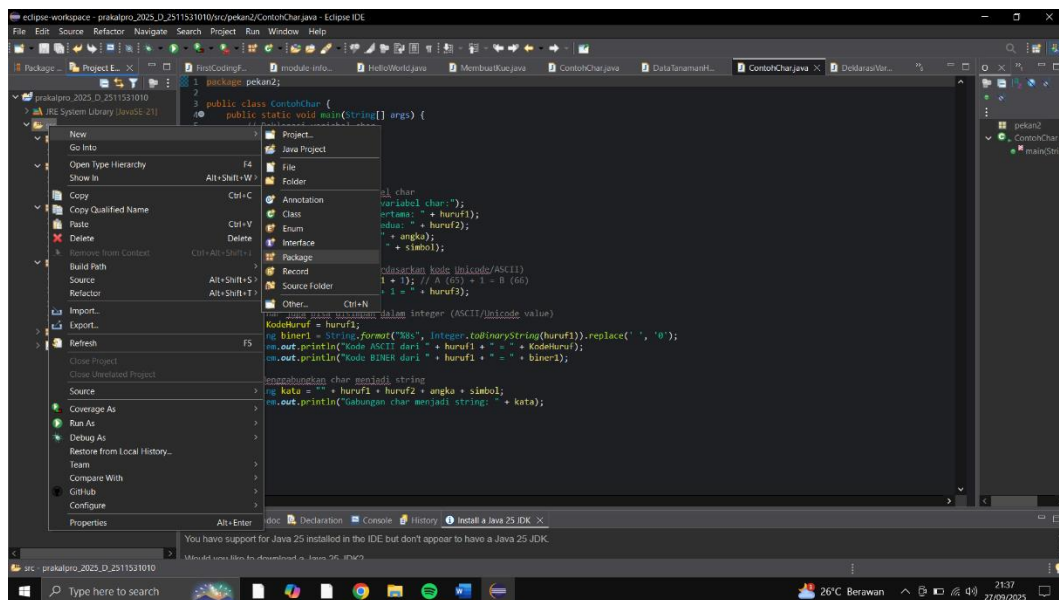 eclipse-workspace - prakalpro_2025_D_2511531010/src/pekan2/ContohChar.java - Eclipse IDE
File Edit Source Refactor Navigate Search Project Run Window Help
Package ... Project E... FirstCodingF... module-info... HelloWorld.java MembuatKue.java ContohChar.java DataTanamanH... ContohChar.java DeklarasiVar...
1 package pekan2;
2
prakalpro_2025_D_2511531010
3 public class ContohChar {
JRE System Library [JavaSE-21]
4 public static void main(String[] args) {
pekan2
ContohChar
main(Stri
New
Go Into
Open Type Hierarchy F4
Show In Alt+Shift+W
Copy Ctrl+C
Copy Qualified Name
Paste Ctrl+V
Delete Delete
Remove from Context Ctrl+Alt+Shift+↓
Build Path
Source Alt+Shift+S
Refactor Alt+Shift+T
Import...
Export...
Refresh F5
Close Project
Close Unrelated Project
Source
Coverage As
Run As
Debug As
Restore from Local History...
Team
Compare With
GitHub
Configure
Properties Alt+Enter
Project...
Java Project
File
Folder
Annotation
Class
Enum
Interface
Package
Record
Source Folder
Other... Ctrl+N
el char
variabel char:");
ertama: " + huruf1);
edua: " + huruf2);
" + angka);
" + simbol);
rdasarkan kode Unicode/ASCII)
1 + 1); // A (65) + 1 = B (66)
+ 1 = " + huruf3);
har juga bisa disimpan dalam integer (ASCII/Unicode value)
KodeHuruf = huruf1;
ng biner1 = String.format("%8s", Integer.toBinaryString(huruf1)).replace(' ', '0');
em.out.println("Kode ASCII dari " + huruf1 + " = " + KodeHuruf);
em.out.println("Kode BINER dari " + huruf1 + " = " + biner1);
enggabungkan char menjadi string
ng kata = "" + huruf1 + huruf2 + angka + simbol;
em.out.println("Gabungan char menjadi string: " + kata);
doc Declaration Console History Install a Java 25 JDK
You have support for Java 25 installed in the IDE but don't appear to have a Java 25 JDK.
Would you like to download a Java 25 JDK?
src - prakalpro_2025_D_2511531010
Type here to search
26°C Berawan
21:37
27/09/2025